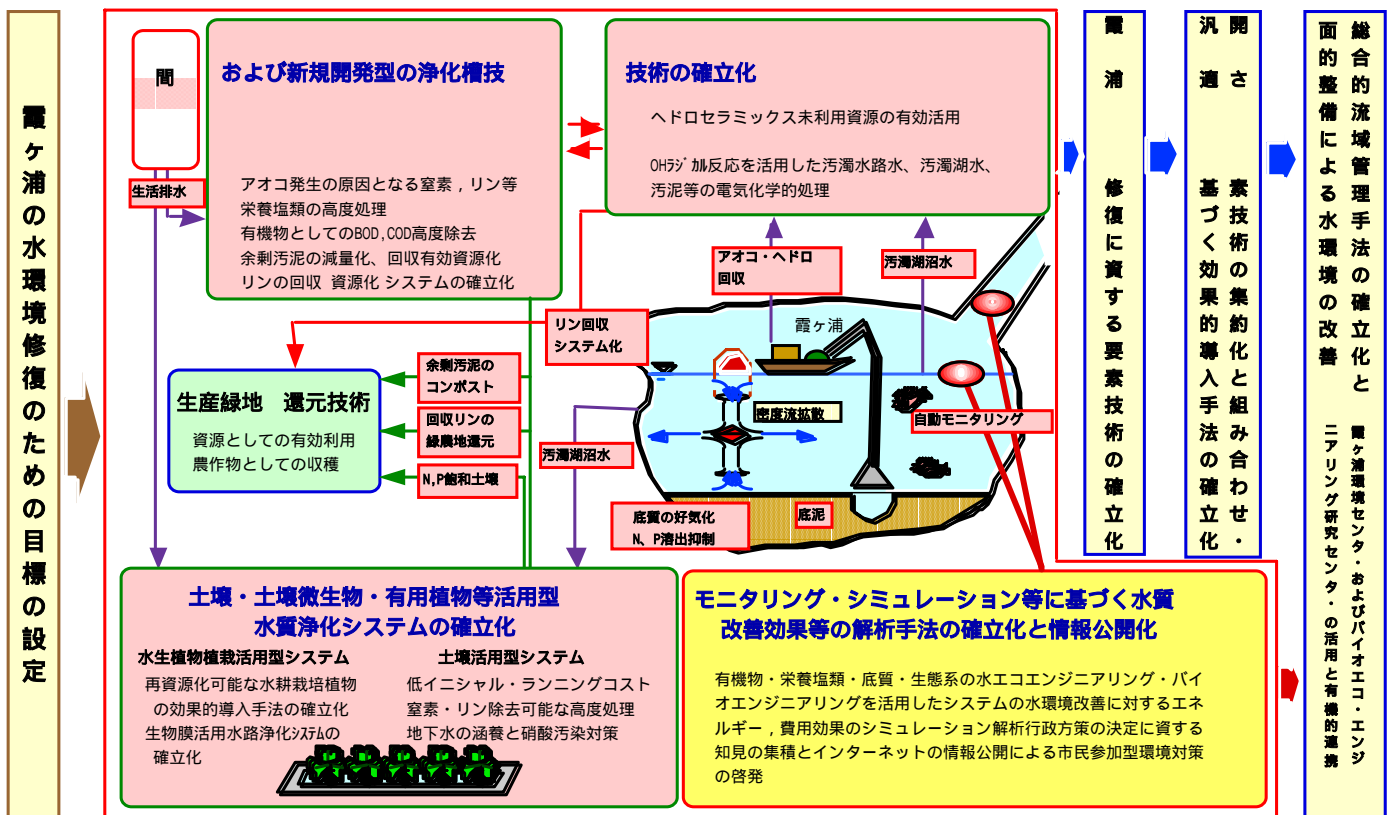 霞ヶ浦の水環境修復のための目標の設定
間
生活排水
および新規開発型の浄化槽技
アオコ発生の原因となる窒素，リン等
栄養塩類の高度処理
有機物としてのBOD,COD高度除去
余剰汚泥の減量化、回収有効資源化
リンの回収 資源化 システムの確立化
技術の確立化
ヘドロセラミックス未利用資源の有効活用
OHﾗｼﾞｶﾙ反応を活用した汚濁水路水、汚濁湖水、
汚泥等の電気化学的処理
アオコ・ヘドロ
回収
汚濁湖沼水
リン回収
システム化
霞ヶ浦
余剰汚泥の
コンポスト
回収リンの
緑農地還元
N,P飽和土壌
生産緑地　還元技術
資源としての有効利用
農作物としての収穫
汚濁湖沼水
密度流拡散
自動モニタリング
底質の好気化
N、P溶出抑制
底泥
土壌・土壌微生物・有用植物等活用型
水質浄化システムの確立化
水生植物植栽活用型システム
再資源化可能な水耕栽培植物
の効果的導入手法の確立化
生物膜活用水路浄化ｼｽﾃﾑの
確立化
土壌活用型システム
低イニシャル・ランニングコスト
窒素・リン除去可能な高度処理
地下水の涵養と硝酸汚染対策
モニタリング・シミュレーション等に基づく水質
改善効果等の解析手法の確立化と情報公開化
有機物・栄養塩類・底質・生態系の水エコエンジニアリング・バイ
オエンジニアリングを活用したシステムの水環境改善に対するエネ
ルギー，費用効果のシミュレーション解析行政方策の決定に資する
知見の集積とインターネットの情報公開による市民参加型環境対策
の啓発
霞　浦　　修復に資する要素技術の確立化
開　さ　　素技術の集約化と組み合わせ・
汎　適　　基づく効果的導入手法の確立化
総合的流域管理手法の確立化と
面的整備による水環境の改善
霞ヶ浦環境センタ・およびバイオエコ・エンジ
ニアリング研究センタ・の活用と有機的連携